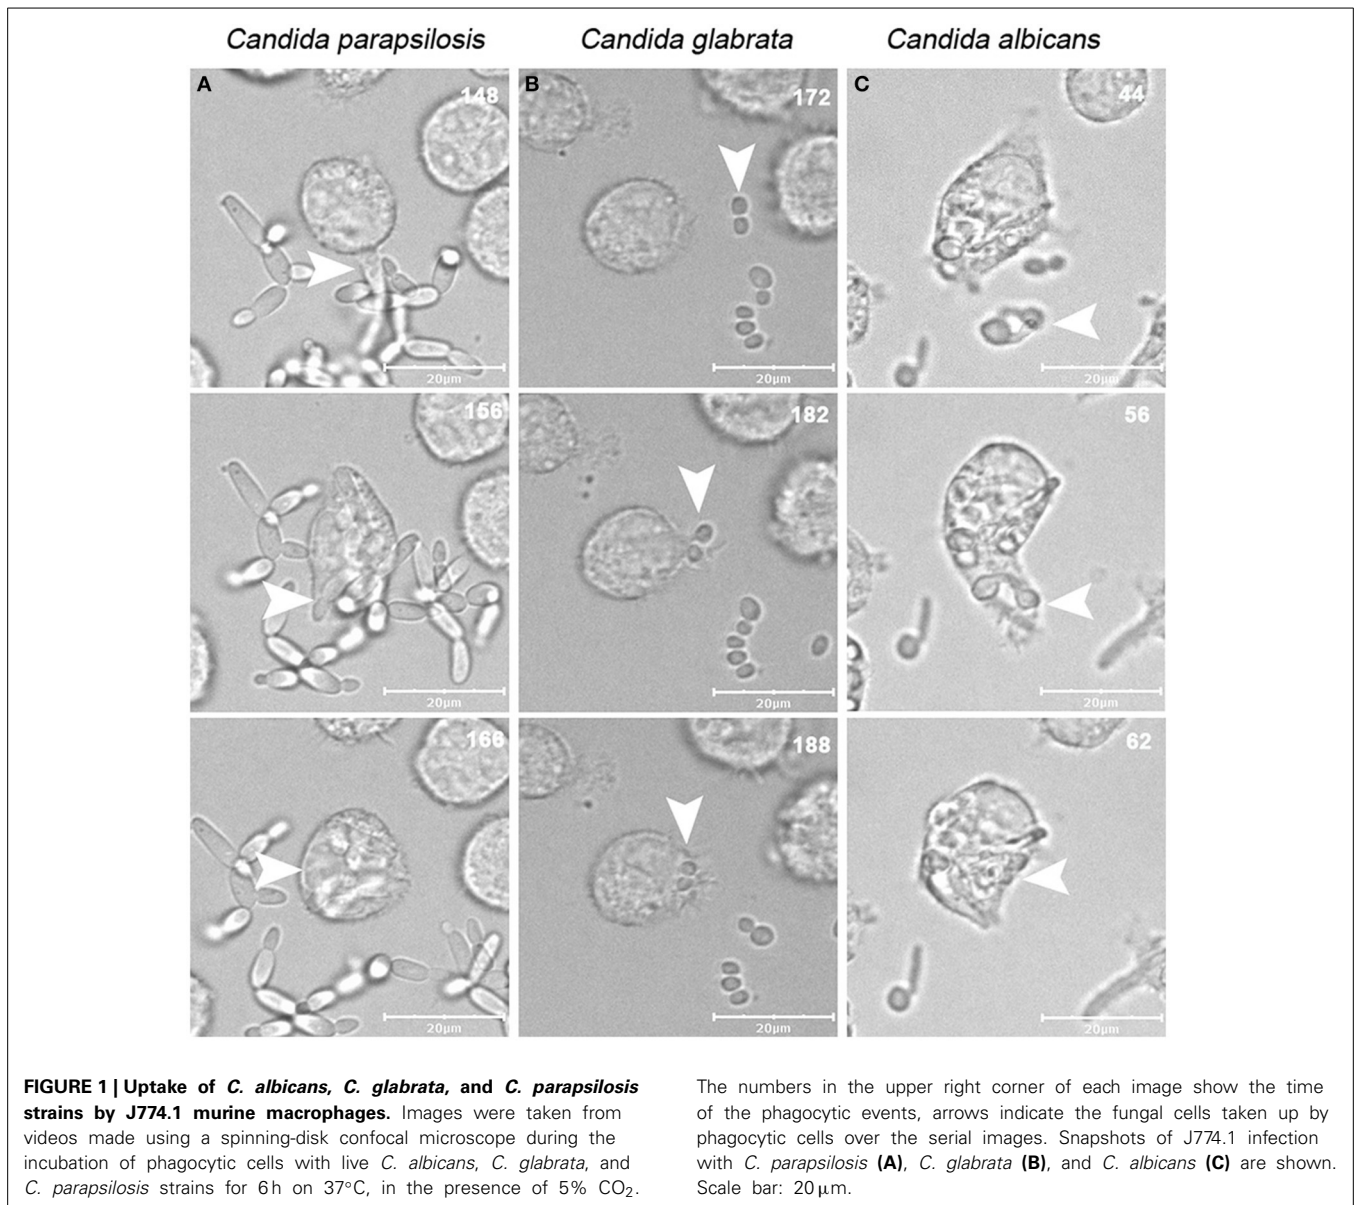 Candida parapsilosis Candida glabrata Candida albicans
A 148 B 172 C 44
20µm 20µm 20µm
156 182 56
20µm 20µm 20µm
166 188 62
20µm 20µm 20µm
FIGURE 1 | Uptake of C. albicans, C. glabrata, and C. parapsilosis
strains by J774.1 murine macrophages. Images were taken from
videos made using a spinning-disk confocal microscope during the
incubation of phagocytic cells with live C. albicans, C. glabrata, and
C. parapsilosis strains for 6 h on 37°C, in the presence of 5% CO₂.
The numbers in the upper right corner of each image show the time
of the phagocytic events, arrows indicate the fungal cells taken up by
phagocytic cells over the serial images. Snapshots of J774.1 infection
with C. parapsilosis (A), C. glabrata (B), and C. albicans (C) are shown.
Scale bar: 20 µm.